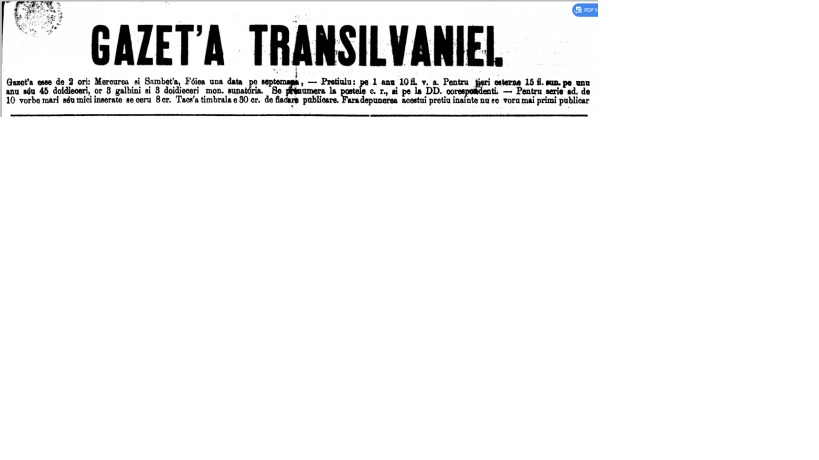 GAZET'A TRANSILVANIEI.
Gazet'a esse de 2 ori: Mercurea si Sambet'a, Fóiea una data pe septemana, — Pretiulu: pe 1 anu 10 fl. v. a. Pentru tieri esterne 15 fl. sun. pe unu
anu séu 45 doidieceri, or 3 galbini si 3 doidieceri mon. sunatória. Se prenumera la postele c. r., si pe la DD. corespondenti. — Pentru serie ad. de
10 vorbe mari séu mici inserate se ceru 8 cr. Tacs'a timbrala e 30 cr. de fiacare publicare. Fara depunerea acestui pretiu inainte nu se voru mai primi publicar
PDF